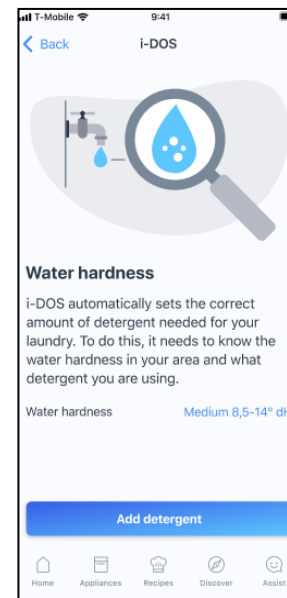 T-Mobile 9:41
Back i-DOS
Water hardness
i-DOS automatically sets the correct
amount of detergent needed for your
laundry. To do this, it needs to know the
water hardness in your area and what
detergent you are using.
Water hardness Medium 8,5-14° dH
Add detergent
Home Appliances Recipes Discover Assist